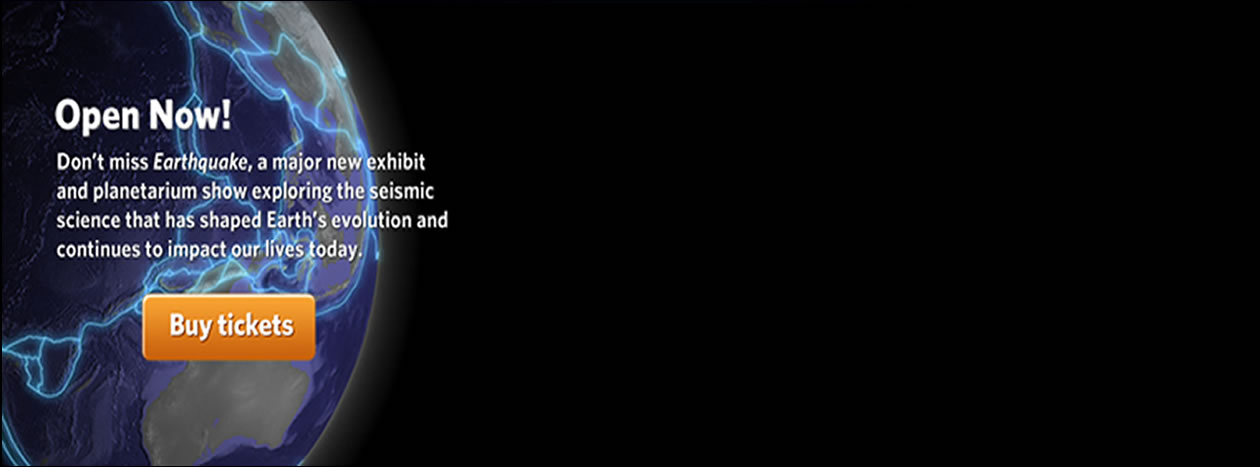 Open Now!
Don't miss Earthquake, a major new exhibit
and planetarium show exploring the seismic
science that has shaped Earth's evolution and
continues to impact our lives today.
Buy tickets